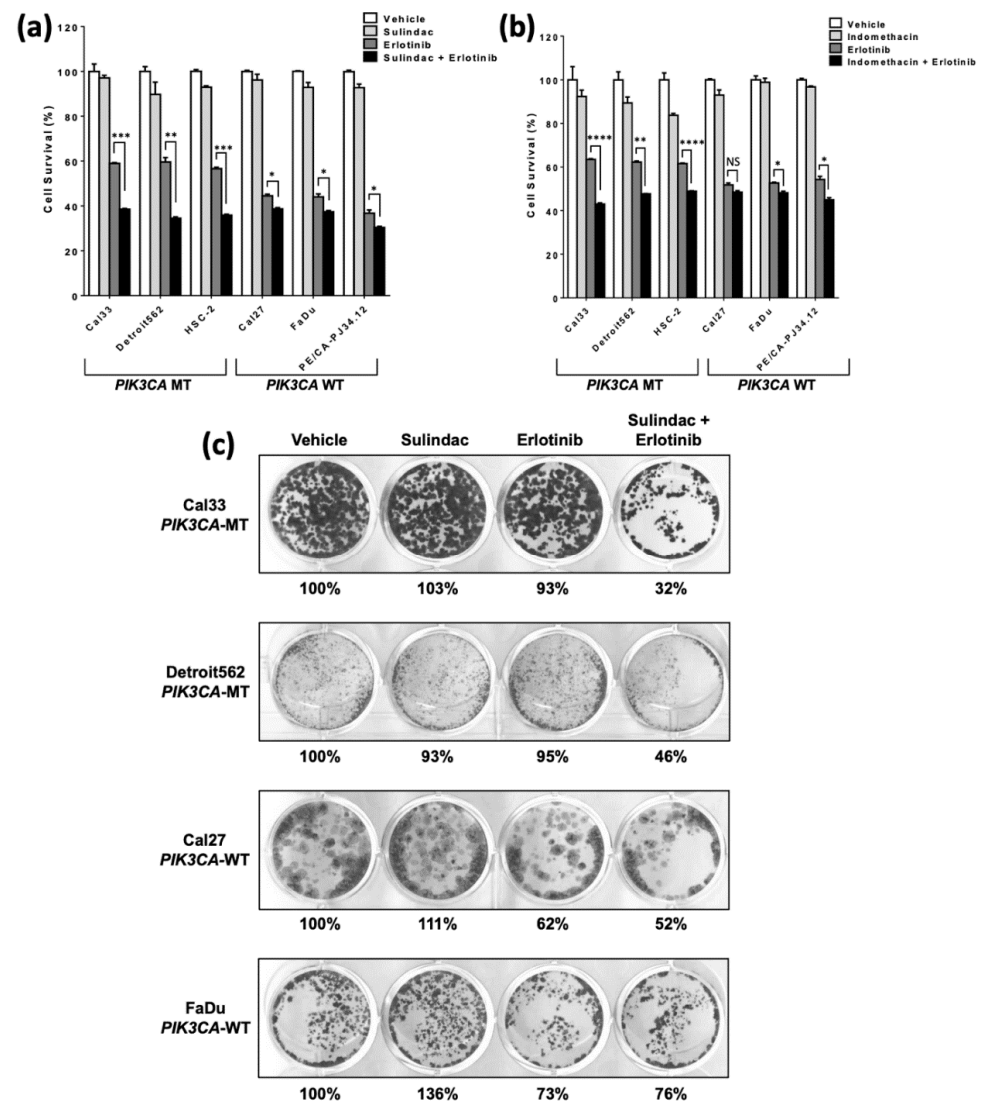 (a)
Vehicle
Sulindac
Erlotinib
Sulindac + Erlotinib
Cell Survival (%)
120
100
80
60
40
20
0
***
**
***
*
*
*
Cal33
Detroit562
HSC-2
Cal27
FaDu
PE/CA-PJ34.12
PIK3CA MT
PIK3CA WT
(b)
Vehicle
Indomethacin
Erlotinib
Indomethacin + Erlotinib
Cell Survival (%)
120
100
80
60
40
20
0
****
**
****
NS
*
*
Cal33
Detroit562
HSC-2
Cal27
FaDu
PE/CA-PJ34.12
PIK3CA MT
PIK3CA WT
(c)
Vehicle
Sulindac
Erlotinib
Sulindac +
Erlotinib
Cal33
PIK3CA-MT
100% 103% 93% 32%
Detroit562
PIK3CA-MT
100% 93% 95% 46%
Cal27
PIK3CA-WT
100% 111% 62% 52%
FaDu
PIK3CA-WT
100% 136% 73% 76%